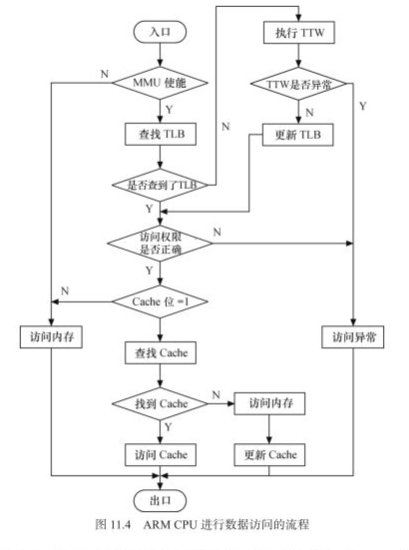 入口
执行 TTW
N
MMU 使能
TTW是否异常
Y
N
Y
查找 TLB
N
更新 TLB
是否查到了TLB
Y
访问权限
是否正确
N
Y
N
Cache 位 =1
访问内存
访问异常
查找 Cache
找到 Cache
N
访问内存
Y
访问 Cache
更新 Cache
出口
图 11.4 ARM CPU 进行数据访问的流程